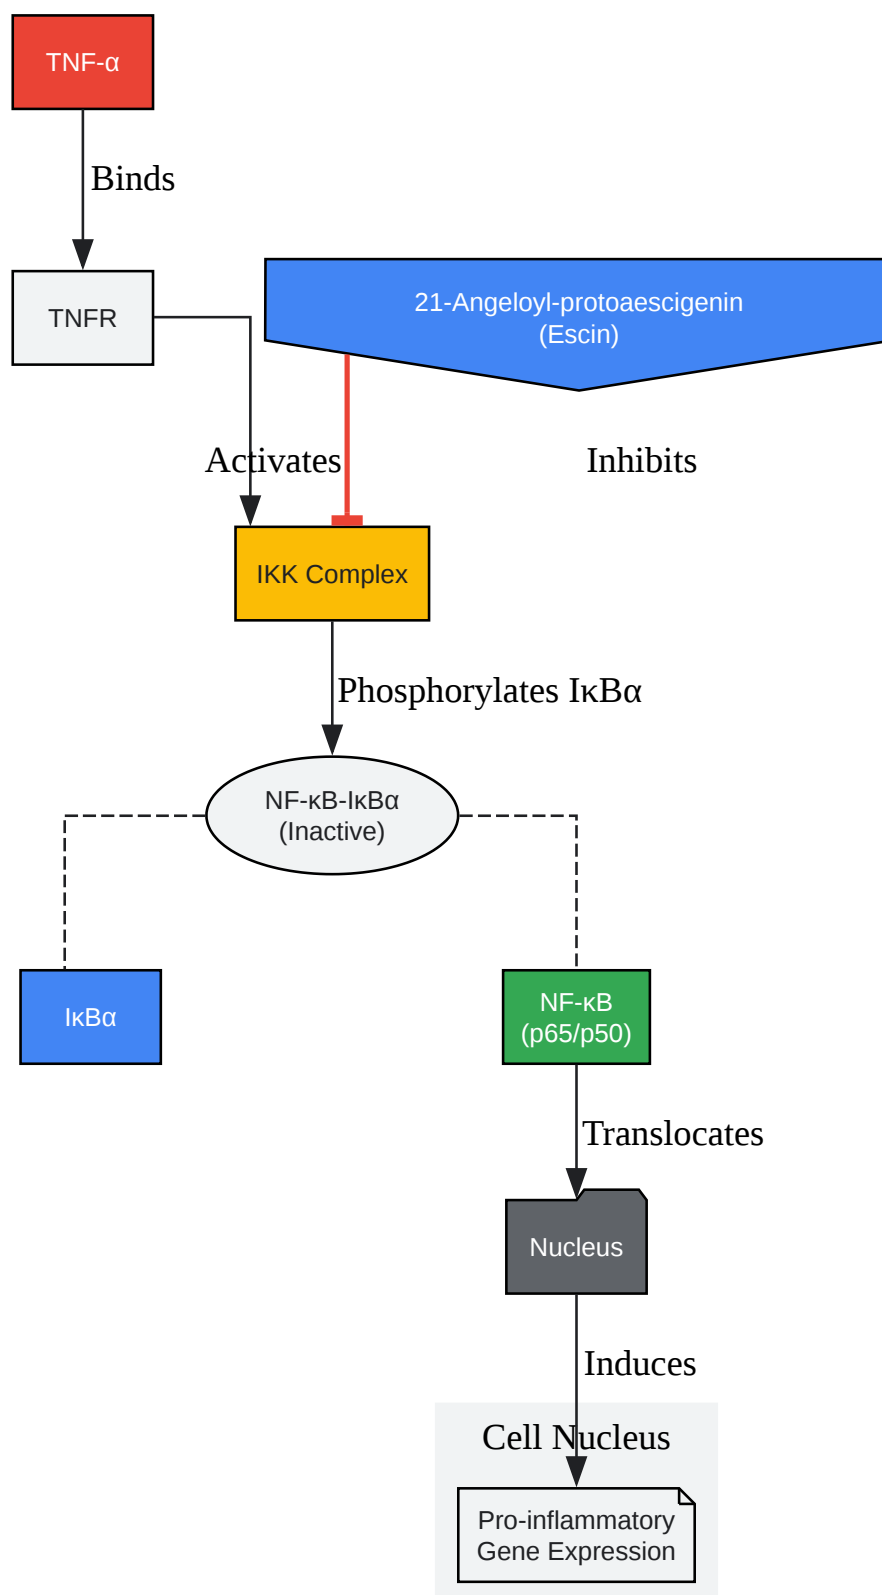 TNF-α
Binds
TNFR
21-Angeloyl-protoaescigenin
(Escin)
Activates
Inhibits
IKK Complex
Phosphorylates IκBα
NF-κB-IκBα
(Inactive)
IκBα
NF-κB
(p65/p50)
Translocates
Nucleus
Induces
Cell Nucleus
Pro-inflammatory
Gene Expression